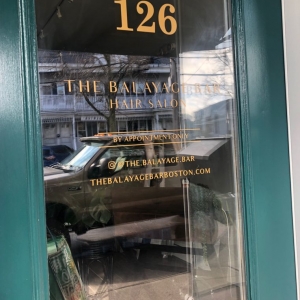 126
THE BALAYAGE BAR
HAIR SALON
BY APPOINTMENT ONLY
@THE.BALAYAGE.BAR
THEBALAYAGEBARBOSTON.COM